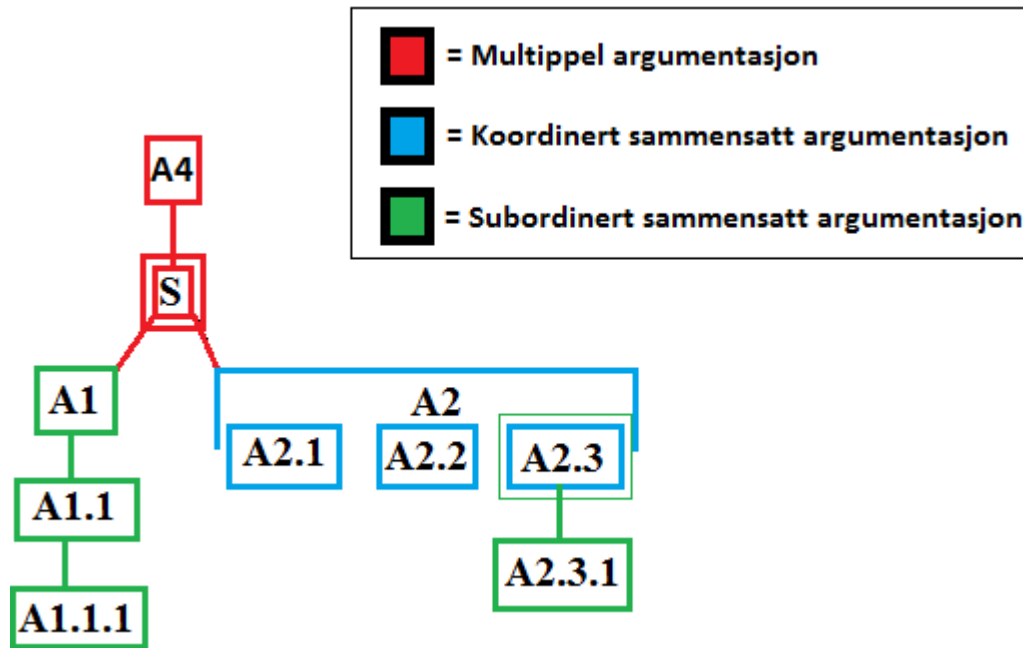 = Multippel argumentasjon
= Koordinert sammensatt argumentasjon
= Subordinert sammensatt argumentasjon
A4
S
A1
A2
A2.1
A2.2
A2.3
A1.1
A2.3.1
A1.1.1